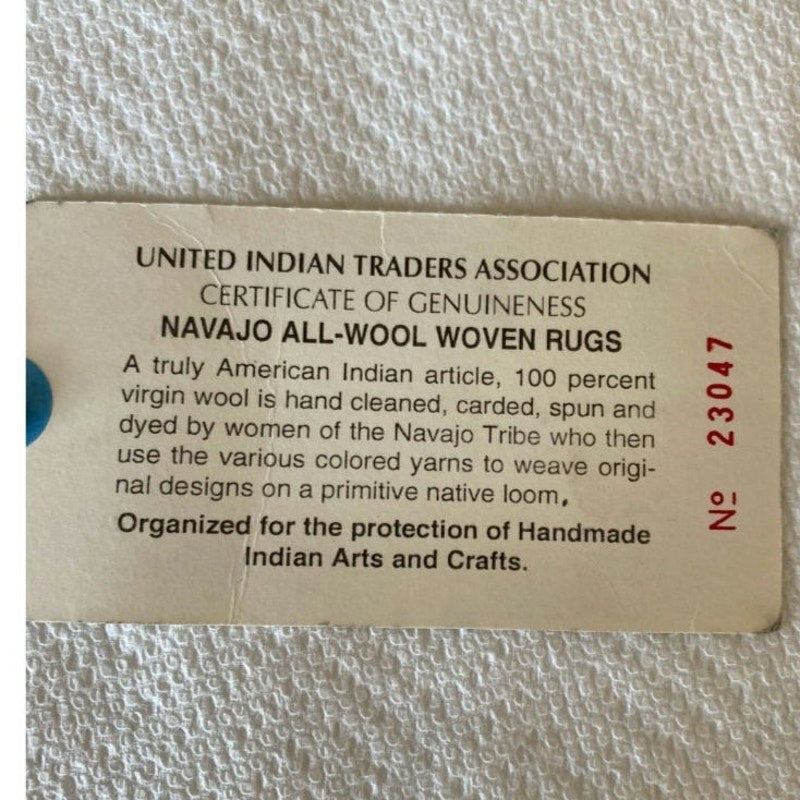 UNITED INDIAN TRADERS ASSOCIATION
CERTIFICATE OF GENUINENESS
NAVAJO ALL-WOOL WOVEN RUGS
A truly American Indian article, 100 percent
virgin wool is hand cleaned, carded, spun and
dyed by women of the Navajo Tribe who then
use the various colored yarns to weave origi-
nal designs on a primitive native loom.
Organized for the protection of Handmade
Indian Arts and Crafts.
Nº 23047